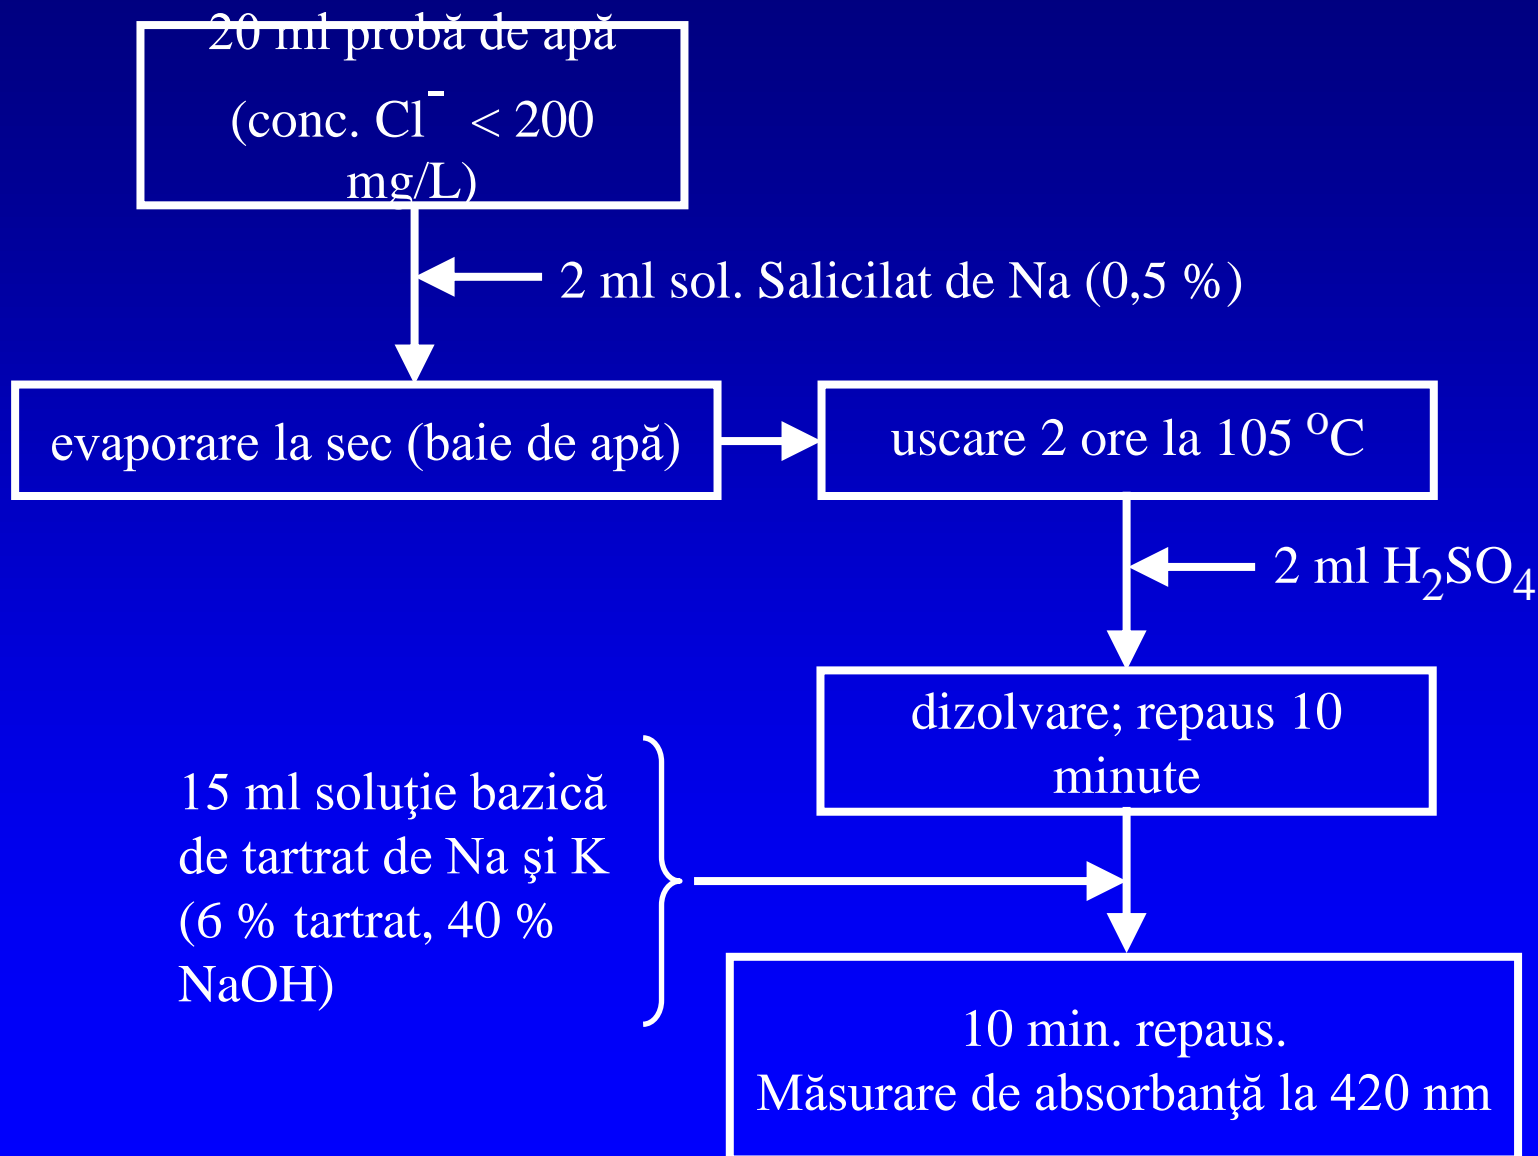 20 ml probă de apă
(conc. Cl⁻ < 200
mg/L)
2 ml sol. Salicilat de Na (0,5 %)
evaporare la sec (baie de apă)
uscare 2 ore la 105 ᴼC
2 ml H₂SO₄
dizolvare; repaus 10
minute
15 ml soluţie bazică
de tartrat de Na şi K
(6 % tartrat, 40 %
NaOH)
10 min. repaus.
Măsurare de absorbanţă la 420 nm